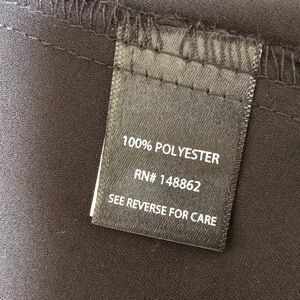 100% POLYESTER
RN# 148862
SEE REVERSE FOR CARE